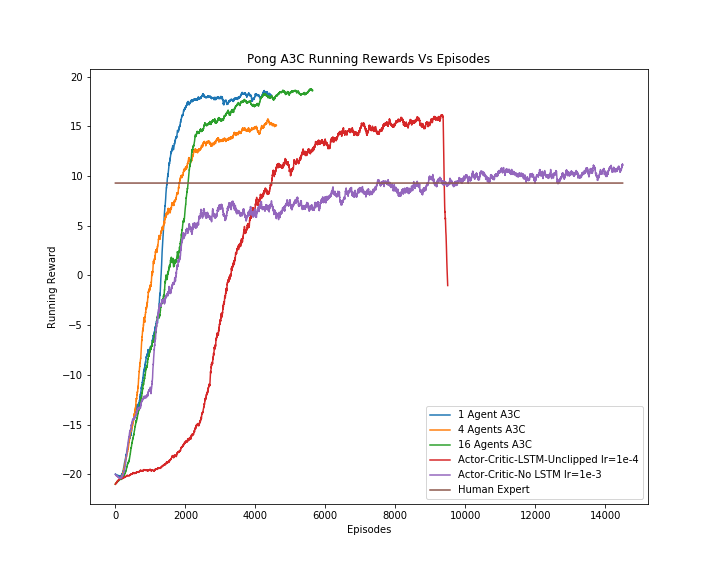 Pong A3C Running Rewards Vs Episodes
20
15
10
5
0
−5
−10
−15
−20
Running Reward
0
2000
4000
6000
8000
10000
12000
14000
Episodes
1 Agent A3C
4 Agents A3C
16 Agents A3C
Actor-Critic-LSTM-Unclipped lr=1e-4
Actor-Critic-No LSTM lr=1e-3
Human Expert